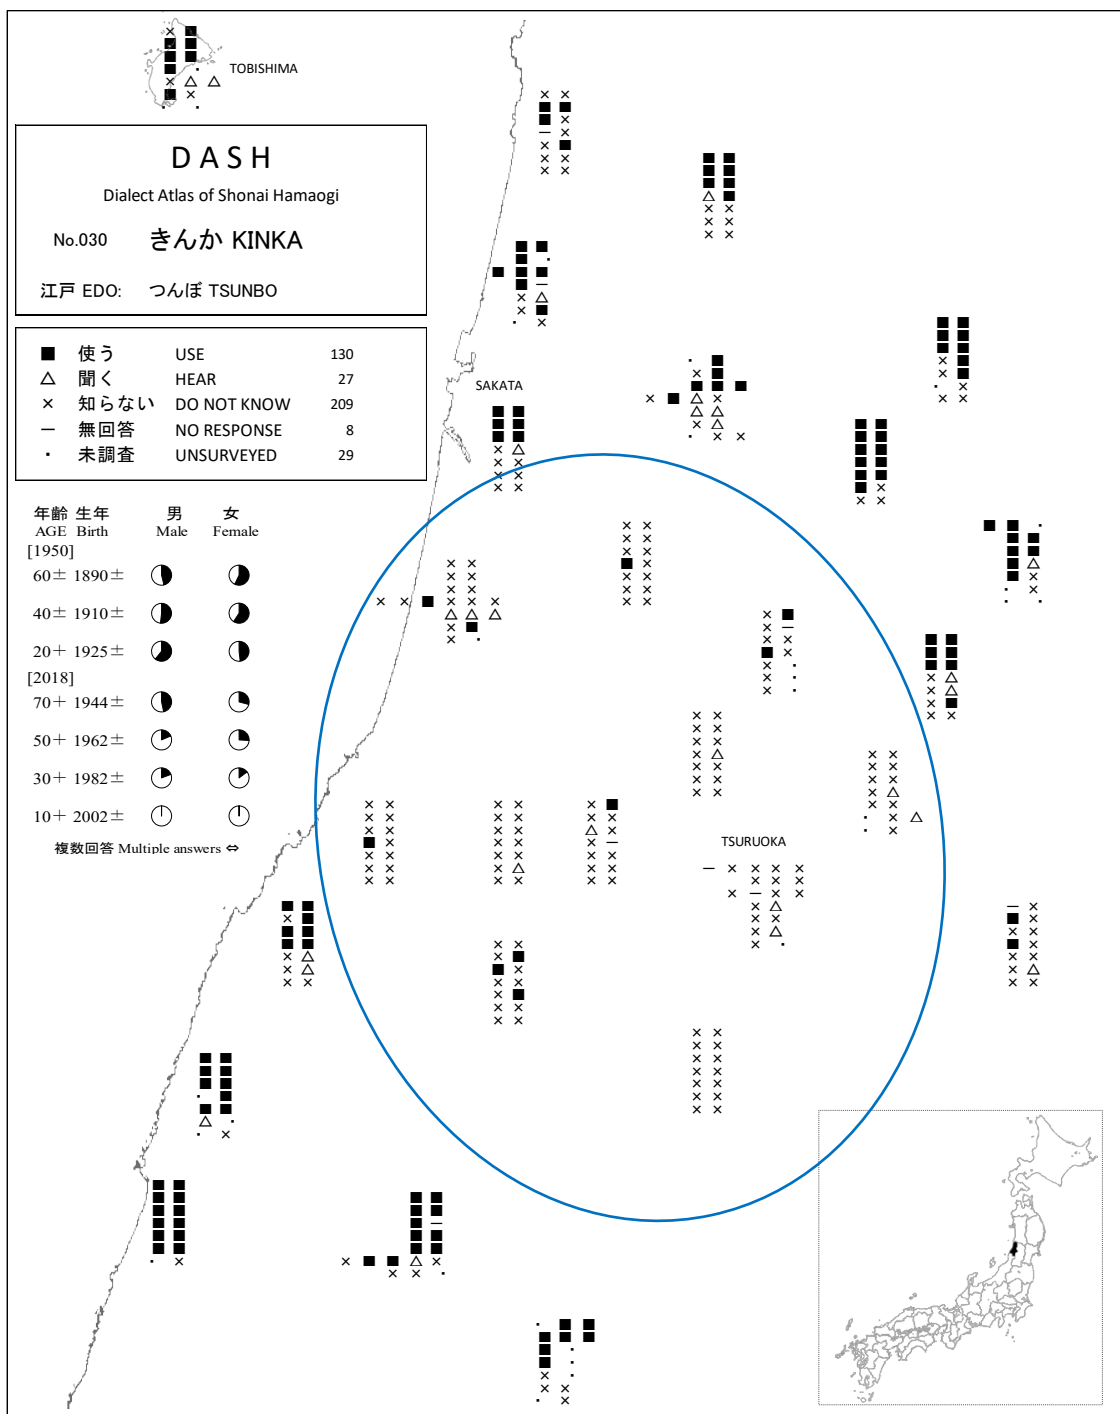 TOBISHIMA
DASH
Dialect Atlas of Shonai Hamaogi
No.030 きんか KINKA
江戸 EDO: つんぼ TSUNBO
■ 使う USE 130
△ 聞く HEAR 27
× 知らない DO NOT KNOW 209
― 無回答 NO RESPONSE 8
・ 未調査 UNSURVEYED 29
SAKATA
年齢 生年 男 女
AGE Birth Male Female
[1950]
60± 1890±
40± 1910±
20+ 1925±
[2018]
70+ 1944±
50+ 1962±
30+ 1982±
10+ 2002±
複数回答 Multiple answers ⇔
TSURUOKA